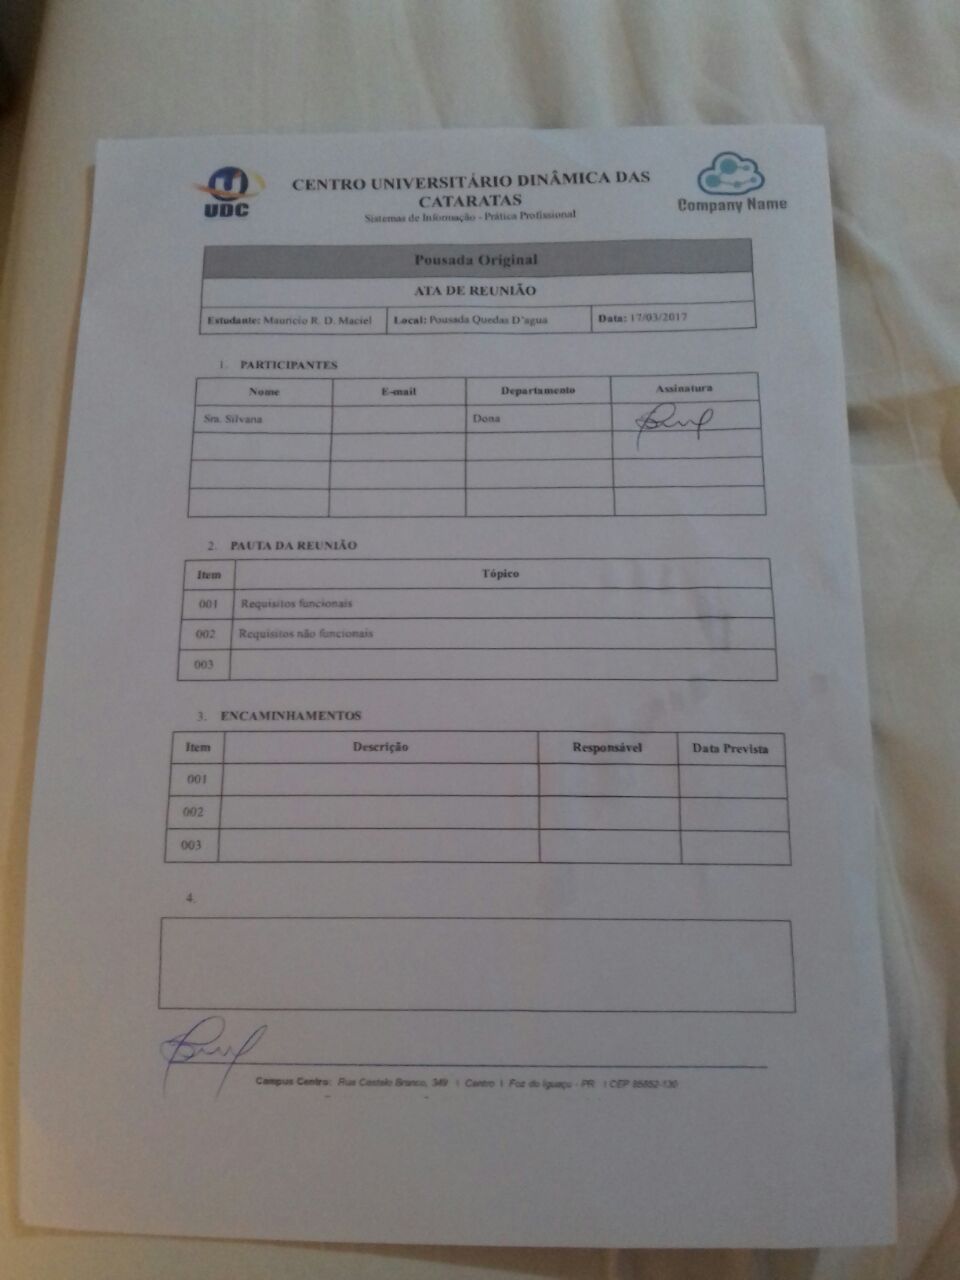 UDC
CENTRO UNIVERSITÁRIO DINÂMICA DAS
CATARATAS
Sistemas de Informação - Prática Profissional
Company Name
Pousada Original
ATA DE REUNIÃO
Estudante: Mauricio R. D. Maciel Local: Pousada Quedas D'agua Data: 17/03/2017
1. PARTICIPANTES
Nome E-mail Departamento Assinatura
Sra. Silvana Dona
2. PAUTA DA REUNIÃO
Item Tópico
001 Requisitos funcionais
002 Requisitos não funcionais
003
3. ENCAMINHAMENTOS
Item Descrição Responsável Data Prevista
001
002
003
4.
Campus Centro: Rua Castelo Branco, 349 | Centro | Foz do Iguaçu - PR | CEP 85852-130